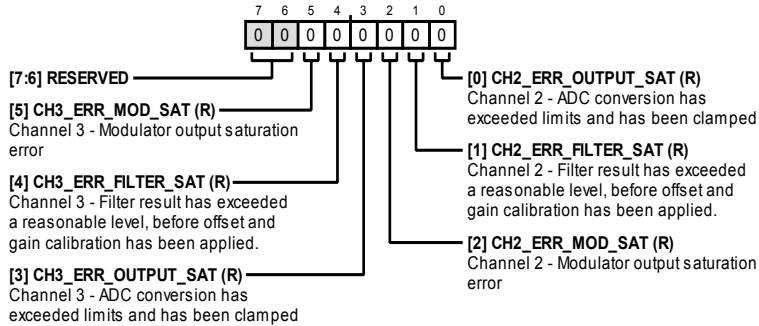 7 6 5 4 3 2 1 0
0 0 0 0 0 0 0 0
[7:6] RESERVED
[5] CH3_ERR_MOD_SAT (R)
Channel 3 - Modulator output saturation
error
[4] CH3_ERR_FILTER_SAT (R)
Channel 3 - Filter result has exceeded
a reasonable level, before offset and
gain calibration has been applied.
[3] CH3_ERR_OUTPUT_SAT (R)
Channel 3 - ADC conversion has
exceeded limits and has been clamped
[0] CH2_ERR_OUTPUT_SAT (R)
Channel 2 - ADC conversion has
exceeded limits and has been clamped
[1] CH2_ERR_FILTER_SAT (R)
Channel 2 - Filter result has exceeded
a reasonable level, before offset and
gain calibration has been applied.
[2] CH2_ERR_MOD_SAT (R)
Channel 2 - Modulator output saturation
error